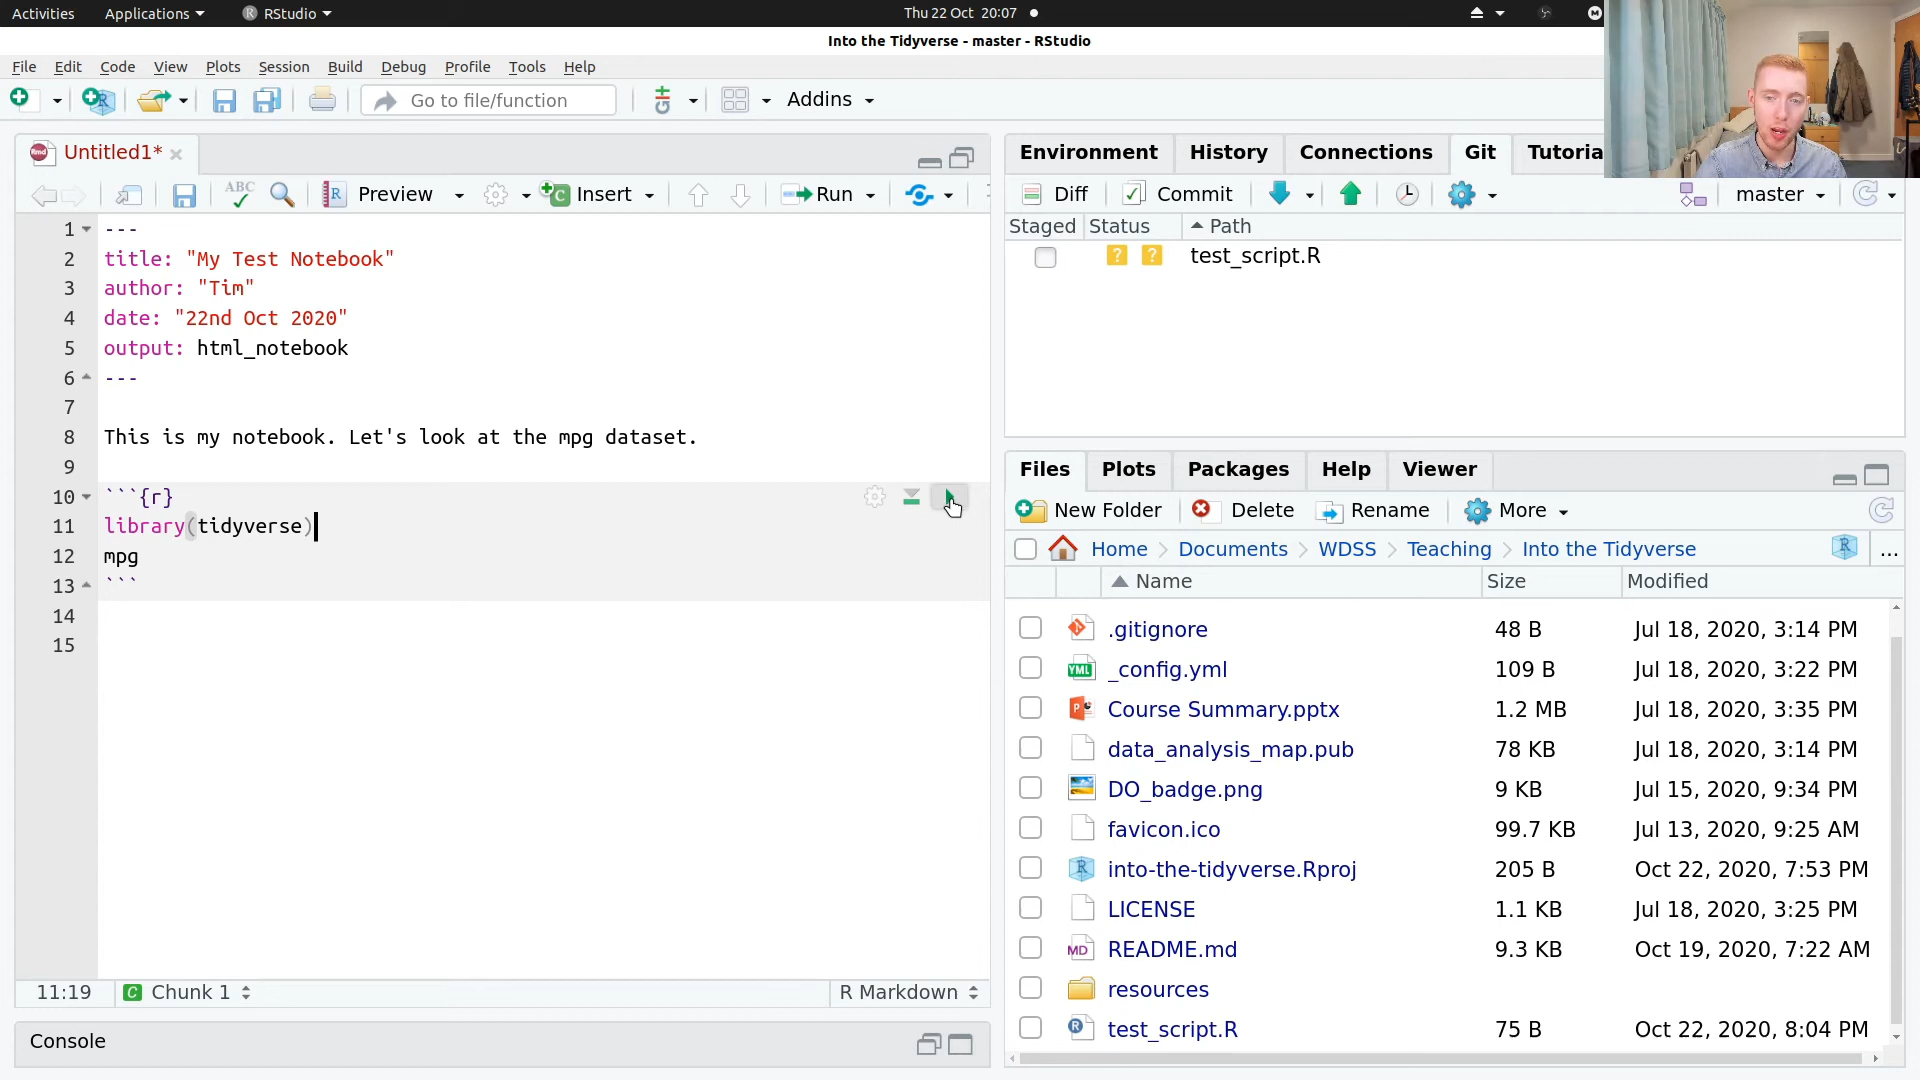 Activities Applications RStudio Thu 22 Oct 20:07
Into the Tidyverse - master - RStudio
File Edit Code View Plots Session Build Debug Profile Tools Help
Go to file/function Addins
Untitled1*
Preview Insert Run
1 ---
2 title: "My Test Notebook"
3 author: "Tim"
4 date: "22nd Oct 2020"
5 output: html_notebook
6 ---
7
8 This is my notebook. Let's look at the mpg dataset.
9
10 ```{r}
11 library(tidyverse)
12 mpg
13 ```
14
15
11:19 Chunk 1 R Markdown
Console
Environment History Connections Git Tutoria
Diff Commit master
Staged Status Path
? ? test_script.R
Files Plots Packages Help Viewer
New Folder Delete Rename More
Home Documents WDSS Teaching Into the Tidyverse ...
Name Size Modified
.gitignore 48 B Jul 18, 2020, 3:14 PM
_config.yml 109 B Jul 18, 2020, 3:22 PM
Course Summary.pptx 1.2 MB Jul 18, 2020, 3:35 PM
data_analysis_map.pub 78 KB Jul 18, 2020, 3:14 PM
DO_badge.png 9 KB Jul 15, 2020, 9:34 PM
favicon.ico 99.7 KB Jul 13, 2020, 9:25 AM
into-the-tidyverse.Rproj 205 B Oct 22, 2020, 7:53 PM
LICENSE 1.1 KB Jul 18, 2020, 3:25 PM
README.md 9.3 KB Oct 19, 2020, 7:22 AM
resources
test_script.R 75 B Oct 22, 2020, 8:04 PM